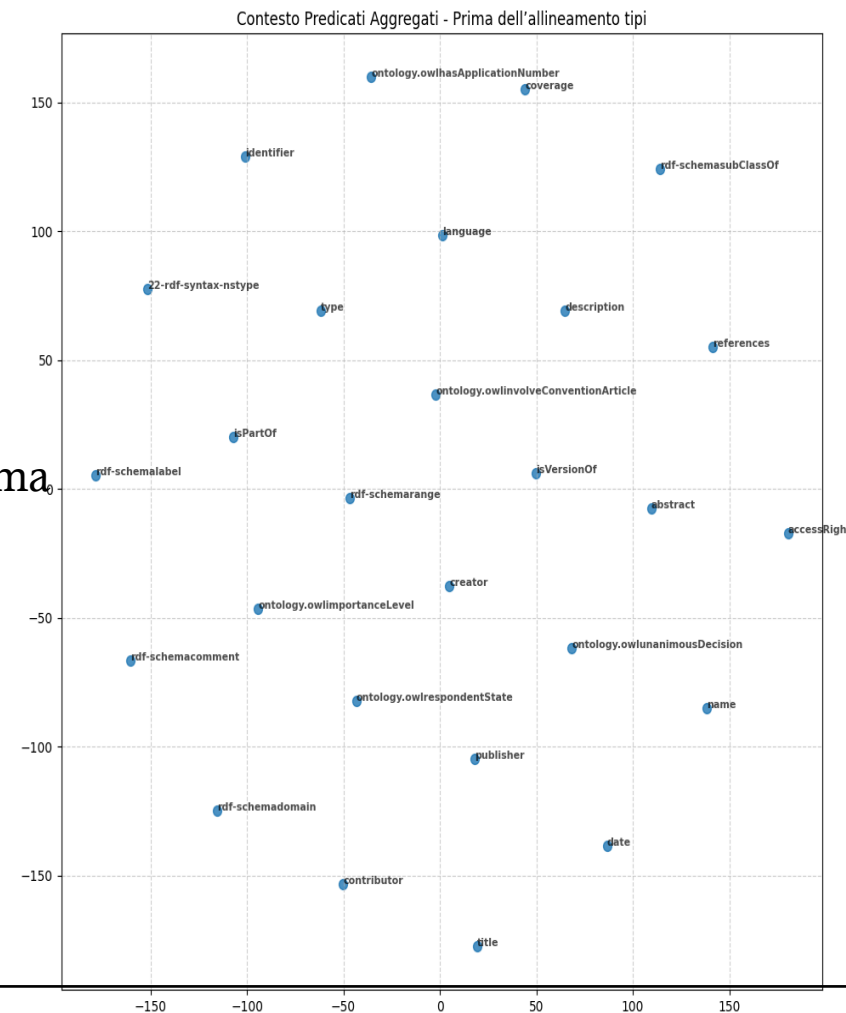 Contesto Predicati Aggregati - Prima dell'allineamento tipi
ontology.owlhasApplicationNumber
coverage
150
identifier
rdf-schemasubClassOf
100
language
22-rdf-syntax-nstype
type
description
references
50
ontology.owlinvolveConventionArticle
isPartOf
rdf-schemalabel
isVersionOf
ma
0
rdf-schemarange
abstract
accessRigh
creator
ontology.owlimportanceLevel
−50
ontology.owlunanimousDecision
rdf-schemacomment
ontology.owlrespondentState
name
−100
publisher
rdf-schemadomain
date
−150
contributor
title
−150 −100 −50 0 50 100 150